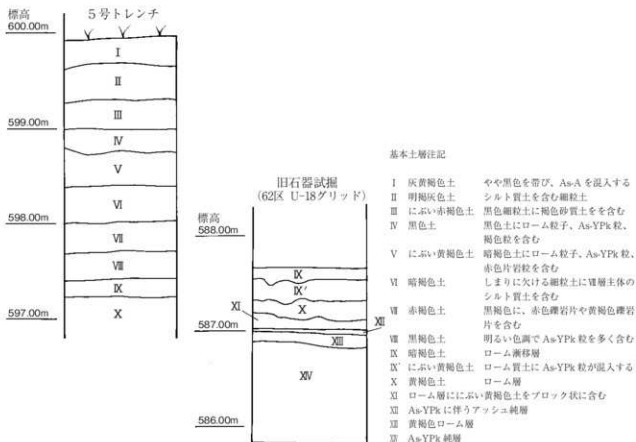 標高
5号トレンチ
600.00m
I
II
III
599.00m
IV
V
VI
598.00m
VII
VIII
IX
597.00m
X
旧石器試掘
(62区 U-18グリッド)
標高
588.00m
IX
IX'
X
XI
587.00m
XII
XIII
XIV
586.00m
基本土層注記
I 灰黄褐色土 やや黒色を帯び、As-Aを混入する
II 明褐灰色土 シルト質土を含む細粒土
III にぶい赤褐色土 黒色細粒土に褐色砂質土をを含む
IV 黒色土 黒色土にローム粒子、As-YPk粒、
褐色粒を含む
V にぶい黄褐色土 暗褐色土にローム粒子、As-YPk粒、
赤色片岩粒を含む
VI 暗褐色土 しまりに欠ける細粒土にVII層主体の
シルト質土を含む
VII 赤褐色土 黒褐色に、赤色礫岩片や黄褐色礫岩
片を含む
VIII 黒褐色土 明るい色調でAs-YPk粒を多く含む
IX 暗褐色土 ローム漸移層
IX' にぶい黄褐色土 ローム質土にAs-YPk粒が混入する
X 黄褐色土 ローム層
XI ローム層ににぶい黄褐色土をブロック状に含む
XII As-YPkに伴うアッシュ純層
XIII 黄褐色ローム層
XIV As-YPk純層